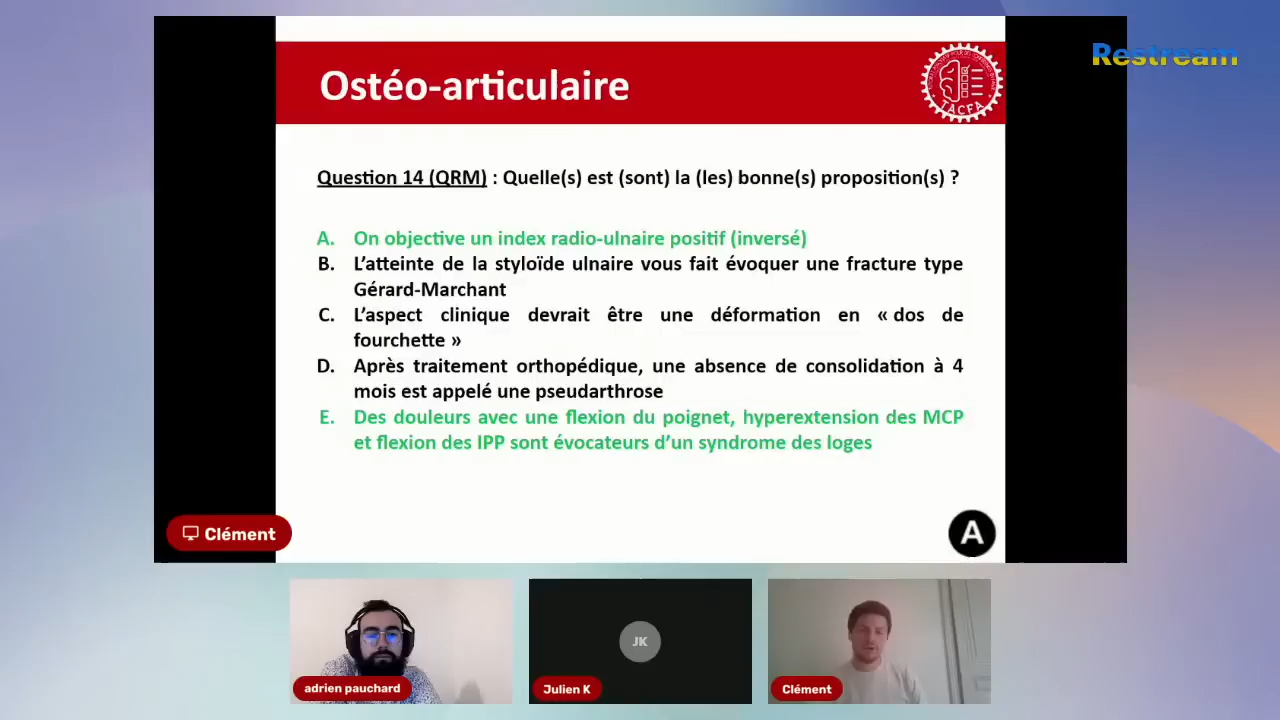 Restream
Ostéo-articulaire
TACFA
Question 14 (QRM) : Quelle(s) est (sont) la (les) bonne(s) proposition(s) ?
A. On objective un index radio-ulnaire positif (inversé)
B. L'atteinte de la styloïde ulnaire vous fait évoquer une fracture type
Gérard-Marchant
C. L'aspect clinique devrait être une déformation en « dos de
fourchette »
D. Après traitement orthopédique, une absence de consolidation à 4
mois est appelé une pseudarthrose
E. Des douleurs avec une flexion du poignet, hyperextension des MCP
et flexion des IPP sont évocateurs d'un syndrome des loges
Clément
A
JK
adrien pauchard
Julien K
Clément